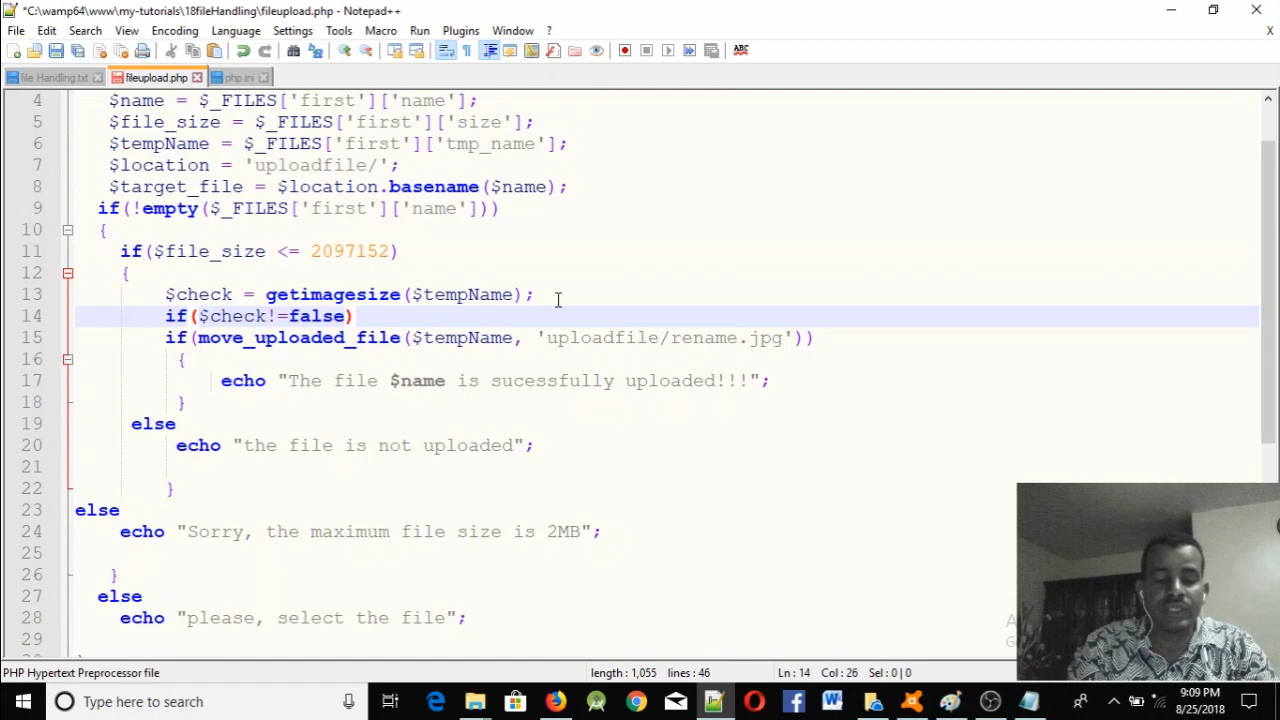 *C:\wamp64\www\my-tutorials\18fileHandling\fileupload.php - Notepad++
File Edit Search View Encoding Language Settings Tools Macro Run Plugins Window ? X
file Handling.txt fileupload.php php.ini
4 $name = $_FILES['first']['name'];
5 $file_size = $_FILES['first']['size'];
6 $tempName = $_FILES['first']['tmp_name'];
7 $location = 'uploadfile/';
8 $target_file = $location.basename($name);
9 if(!empty($_FILES['first']['name']))
10 {
11 if($file_size <= 2097152)
12 {
13 $check = getimagesize($tempName);
14 if($check!=false)
15 if(move_uploaded_file($tempName, 'uploadfile/rename.jpg'))
16 {
17 echo "The file $name is sucessfully uploaded!!!";
18 }
19 else
20 echo "the file is not uploaded";
21
22 }
23 else
24 echo "Sorry, the maximum file size is 2MB";
25
26 }
27 else
28 echo "please, select the file";
29
PHP Hypertext Preprocessor file length : 1,055 lines : 46 Ln : 14 Col : 26 Sel : 0 | 0
Type here to search
9:09 PM
8/25/2018